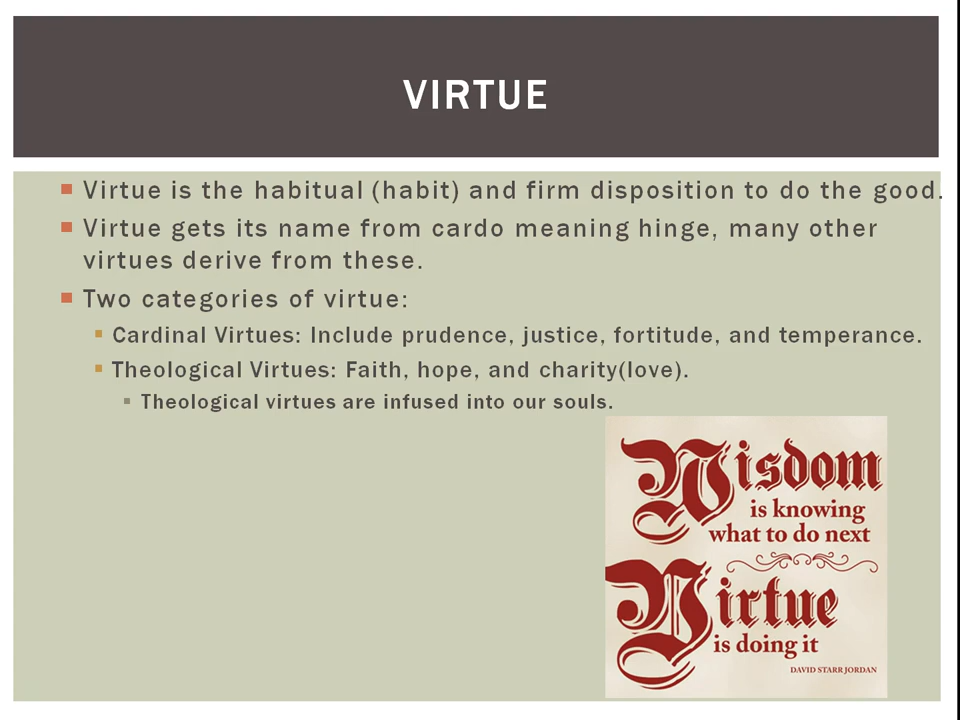 VIRTUE
Virtue is the habitual (habit) and firm disposition to do the good.
Virtue gets its name from cardo meaning hinge, many other
virtues derive from these.
Two categories of virtue:
Cardinal Virtues: Include prudence, justice, fortitude, and temperance.
Theological Virtues: Faith, hope, and charity(love).
Theological virtues are infused into our souls.
Wisdom
is knowing
what to do next
Virtue
is doing it
DAVID STARR JORDAN